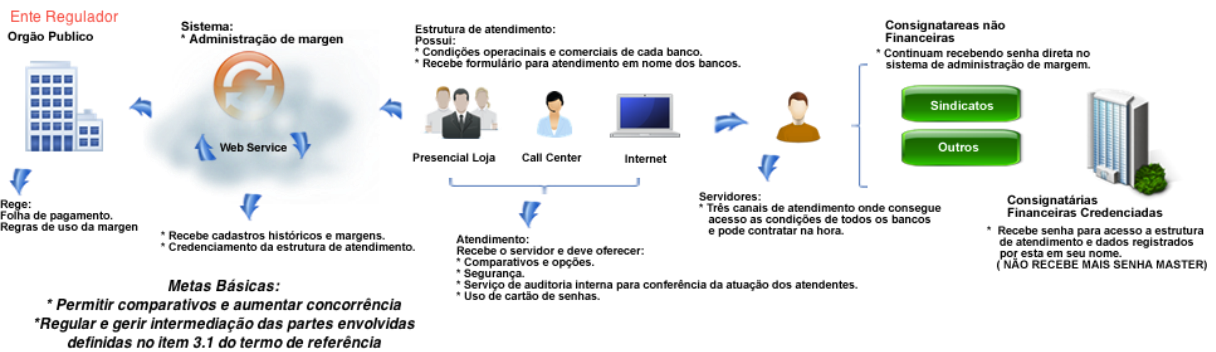 Ente Regulador
Orgão Publico
Rege:
Folha de pagamento.
Regras de uso da margen
Sistema:
* Administração de margen
Web Service
* Recebe cadastros históricos e margens.
* Credenciamento da estrutura de atendimento.
Estrutura de atendimento:
Possui:
* Condições operacinais e comerciais de cada banco.
* Recebe formulário para atendimento em nome dos bancos.
Presencial Loja
Call Center
Internet
Atendimento:
Recebe o servidor e deve oferecer:
* Comparativos e opções.
* Segurança.
* Serviço de auditoria interna para conferência da atuação dos atendentes.
* Uso de cartão de senhas.
Servidores:
* Três canais de atendimento onde consegue
acesso as condições de todos os bancos
e pode contratar na hora.
Consignatareas não
Financeiras
* Continuam recebendo senha direta no
sistema de administração de margem.
Sindicatos
Outros
Consignatárias
Financeiras Credenciadas
* Recebe senha para acesso a estrutura
de atendimento e dados registrados
por esta em seu nome.
( NÃO RECEBE MAIS SENHA MASTER)
Metas Básicas:
* Permitir comparativos e aumentar concorrência
*Regular e gerir intermediação das partes envolvidas
definidas no item 3.1 do termo de referência